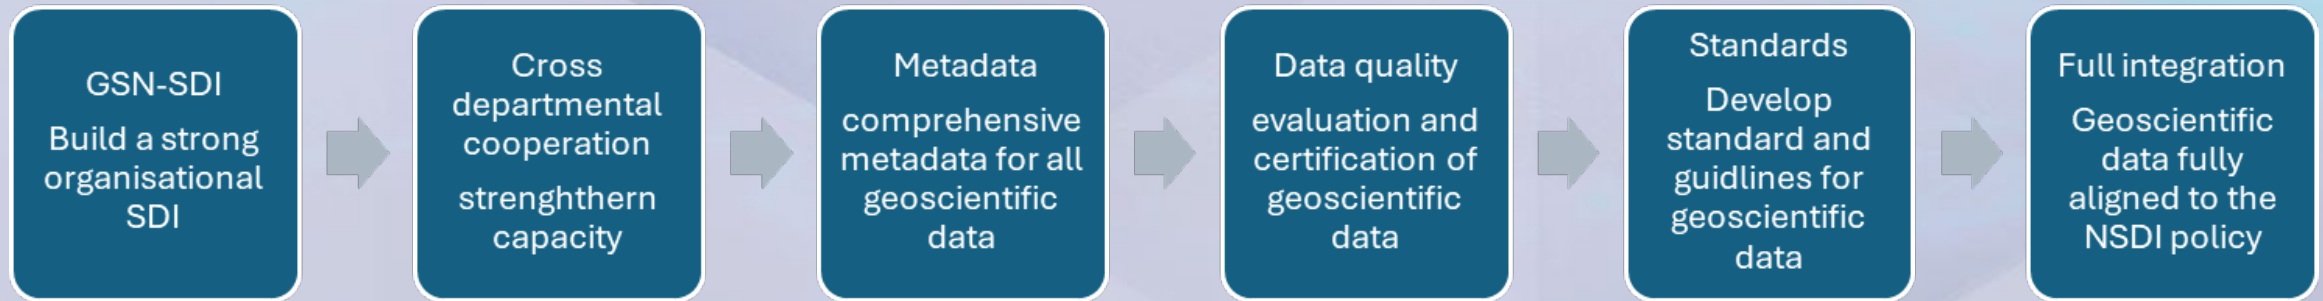 GSN-SDI
Build a strong
organisational
SDI
Cross
departmental
cooperation
strenghthern
capacity
Metadata
comprehensive
metadata for all
geoscientific
data
Data quality
evaluation and
certification of
geoscientific
data
Standards
Develop
standard and
guidlines for
geoscientific
data
Full integration
Geoscientific
data fully
aligned to the
NSDI policy